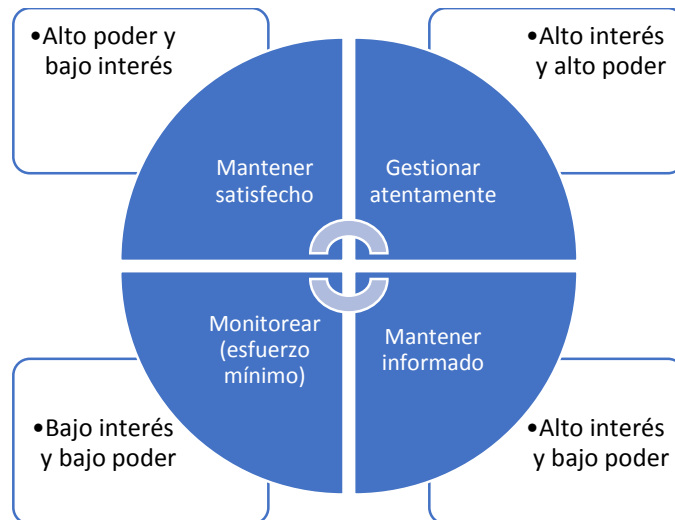 •Alto poder y
bajo interés
•Alto interés
y alto poder
Mantener
satisfecho
Gestionar
atentamente
Monitorear
(esfuerzo
mínimo)
Mantener
informado
•Bajo interés
y bajo poder
•Alto interés
y bajo poder